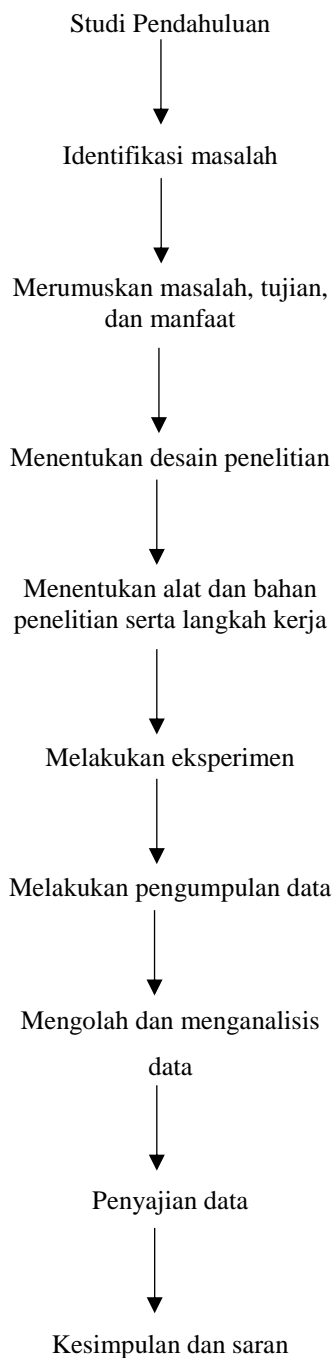 Studi Pendahuluan
Identifikasi masalah
Merumuskan masalah, tujian,
dan manfaat
Menentukan desain penelitian
Menentukan alat dan bahan
penelitian serta langkah kerja
Melakukan eksperimen
Melakukan pengumpulan data
Mengolah dan menganalisis
data
Penyajian data
Kesimpulan dan saran